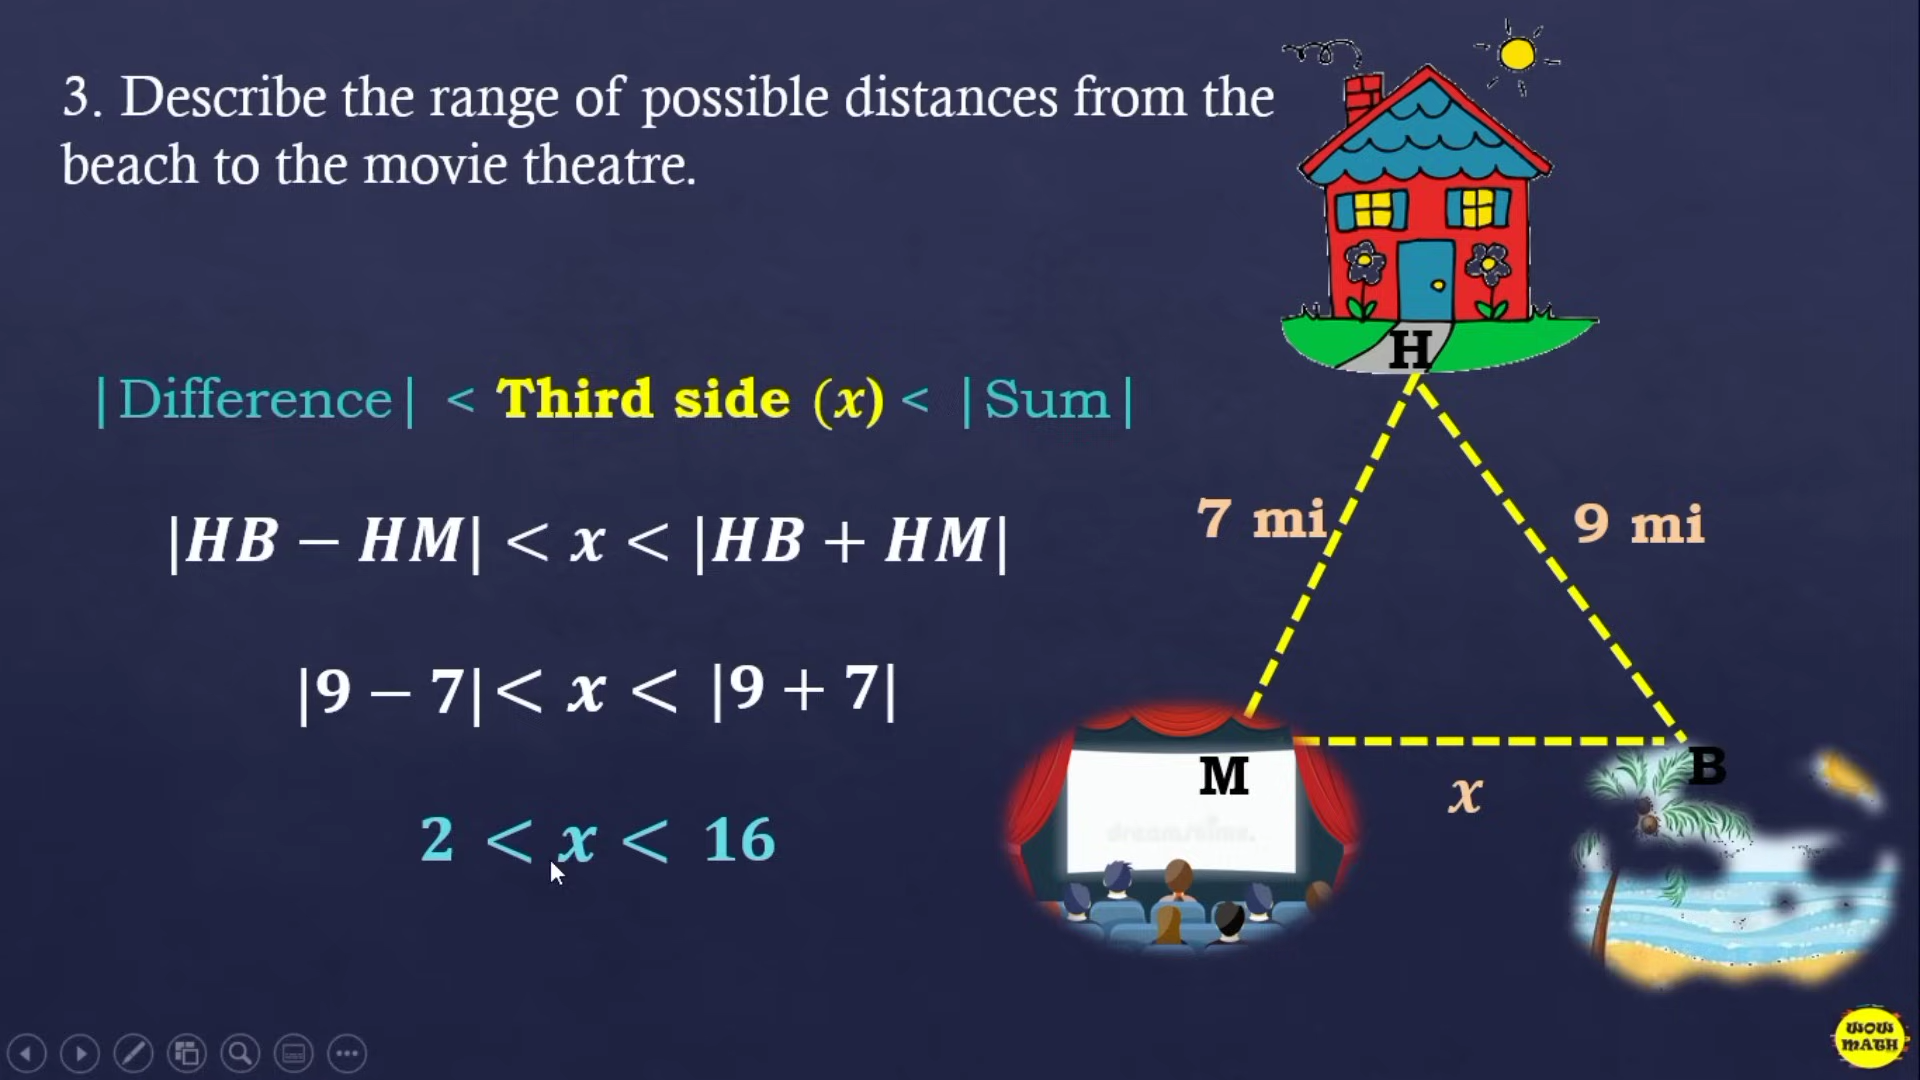 3. Describe the range of possible distances from the
beach to the movie theatre.
|Difference| < Third side (x) < |Sum|
|HB − HM| < x < |HB + HM|
|9 − 7| < x < |9 + 7|
2 < x < 16
H
7 mi
9 mi
M
B
x
dreamstime.
WOW
MATH